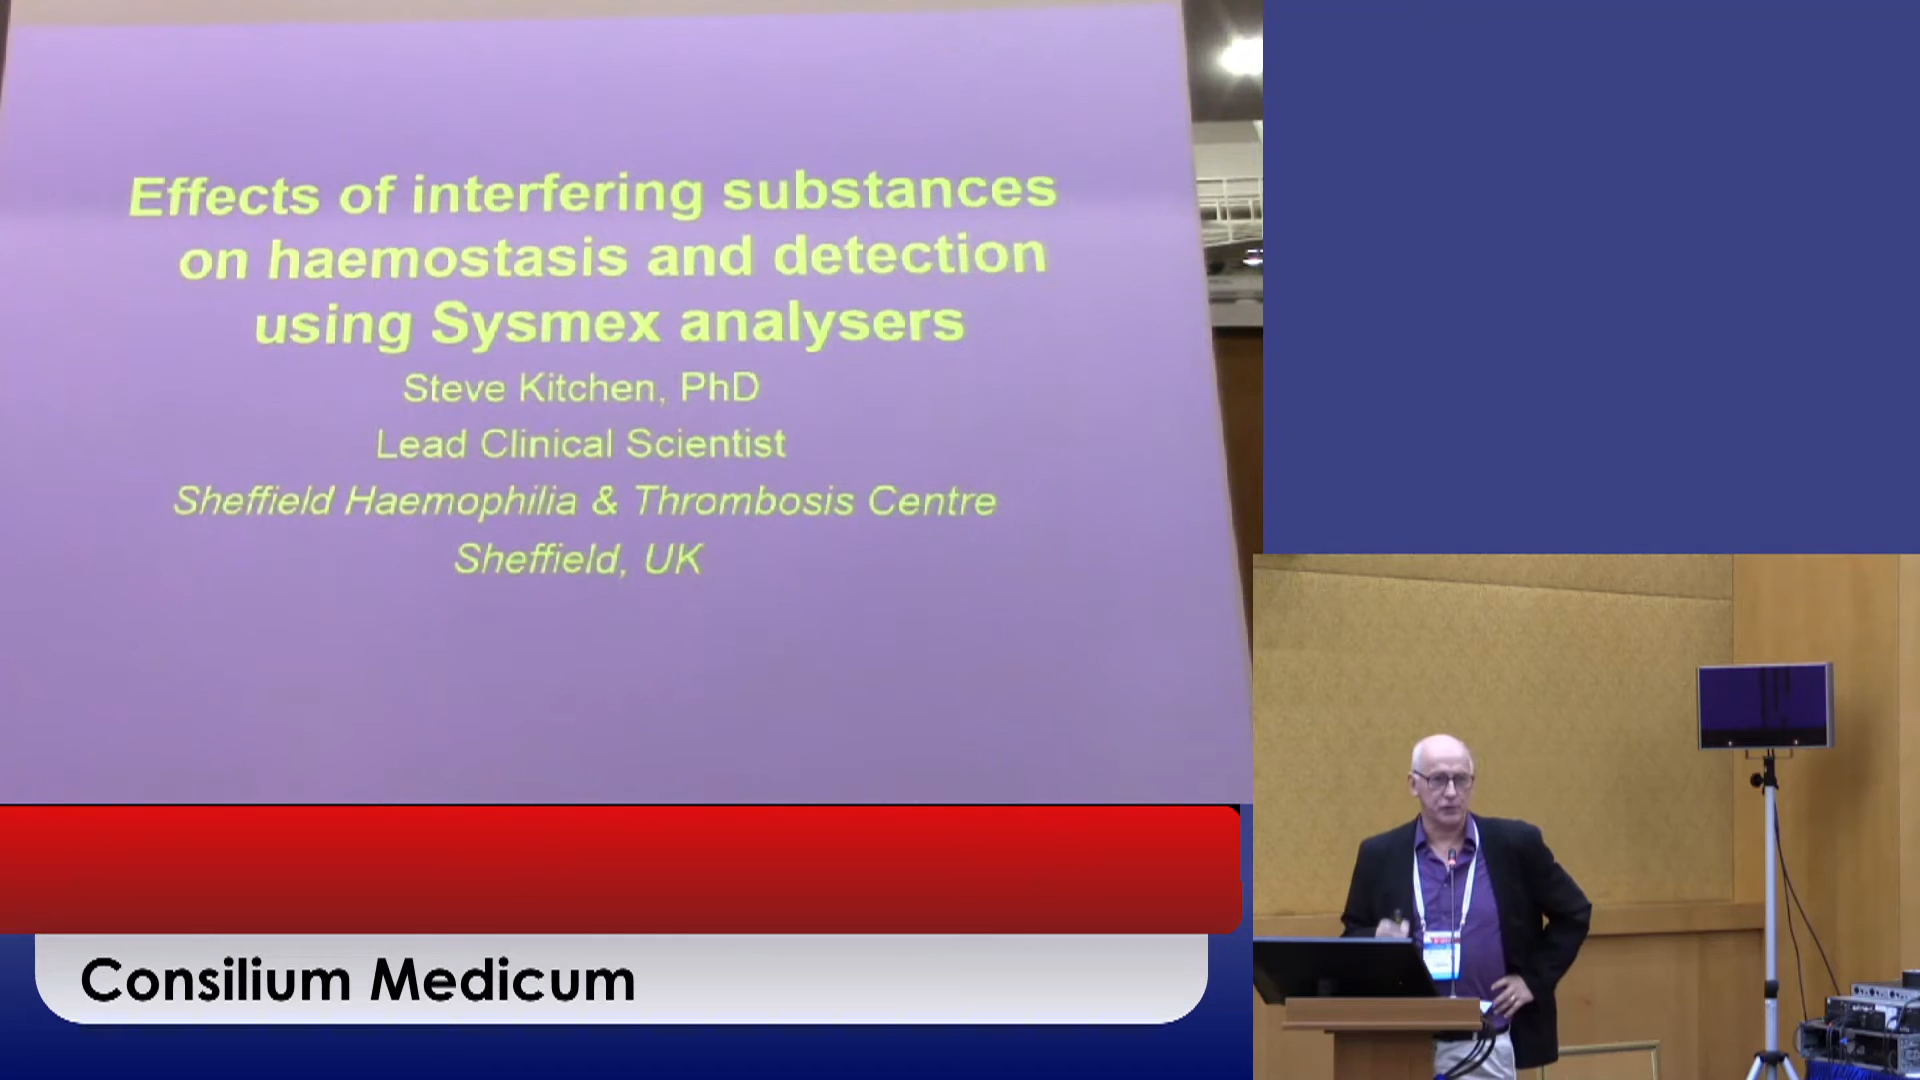 Effects of interfering substances
on haemostasis and detection
using Sysmex analysers
Steve Kitchen, PhD
Lead Clinical Scientist
Sheffield Haemophilia & Thrombosis Centre
Sheffield, UK
Consilium Medicum